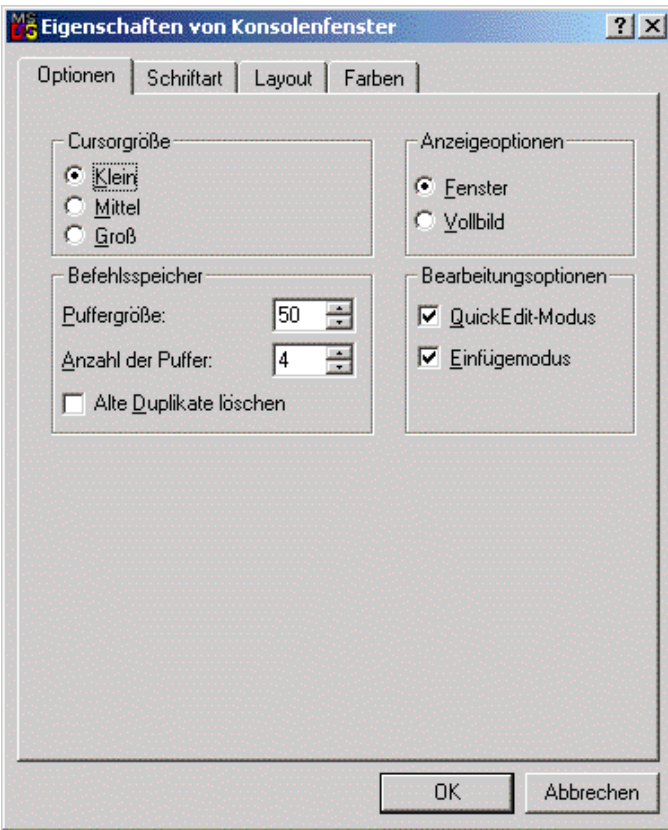 Eigenschaften von Konsolenfenster
Optionen Schriftart Layout Farben
Cursorgröße
Klein
Mittel
Groß
Anzeigeoptionen
Fenster
Vollbild
Befehlsspeicher
Puffergröße: 50
Anzahl der Puffer: 4
Alte Duplikate löschen
Bearbeitungsoptionen
QuickEdit-Modus
Einfügemodus
OK Abbrechen